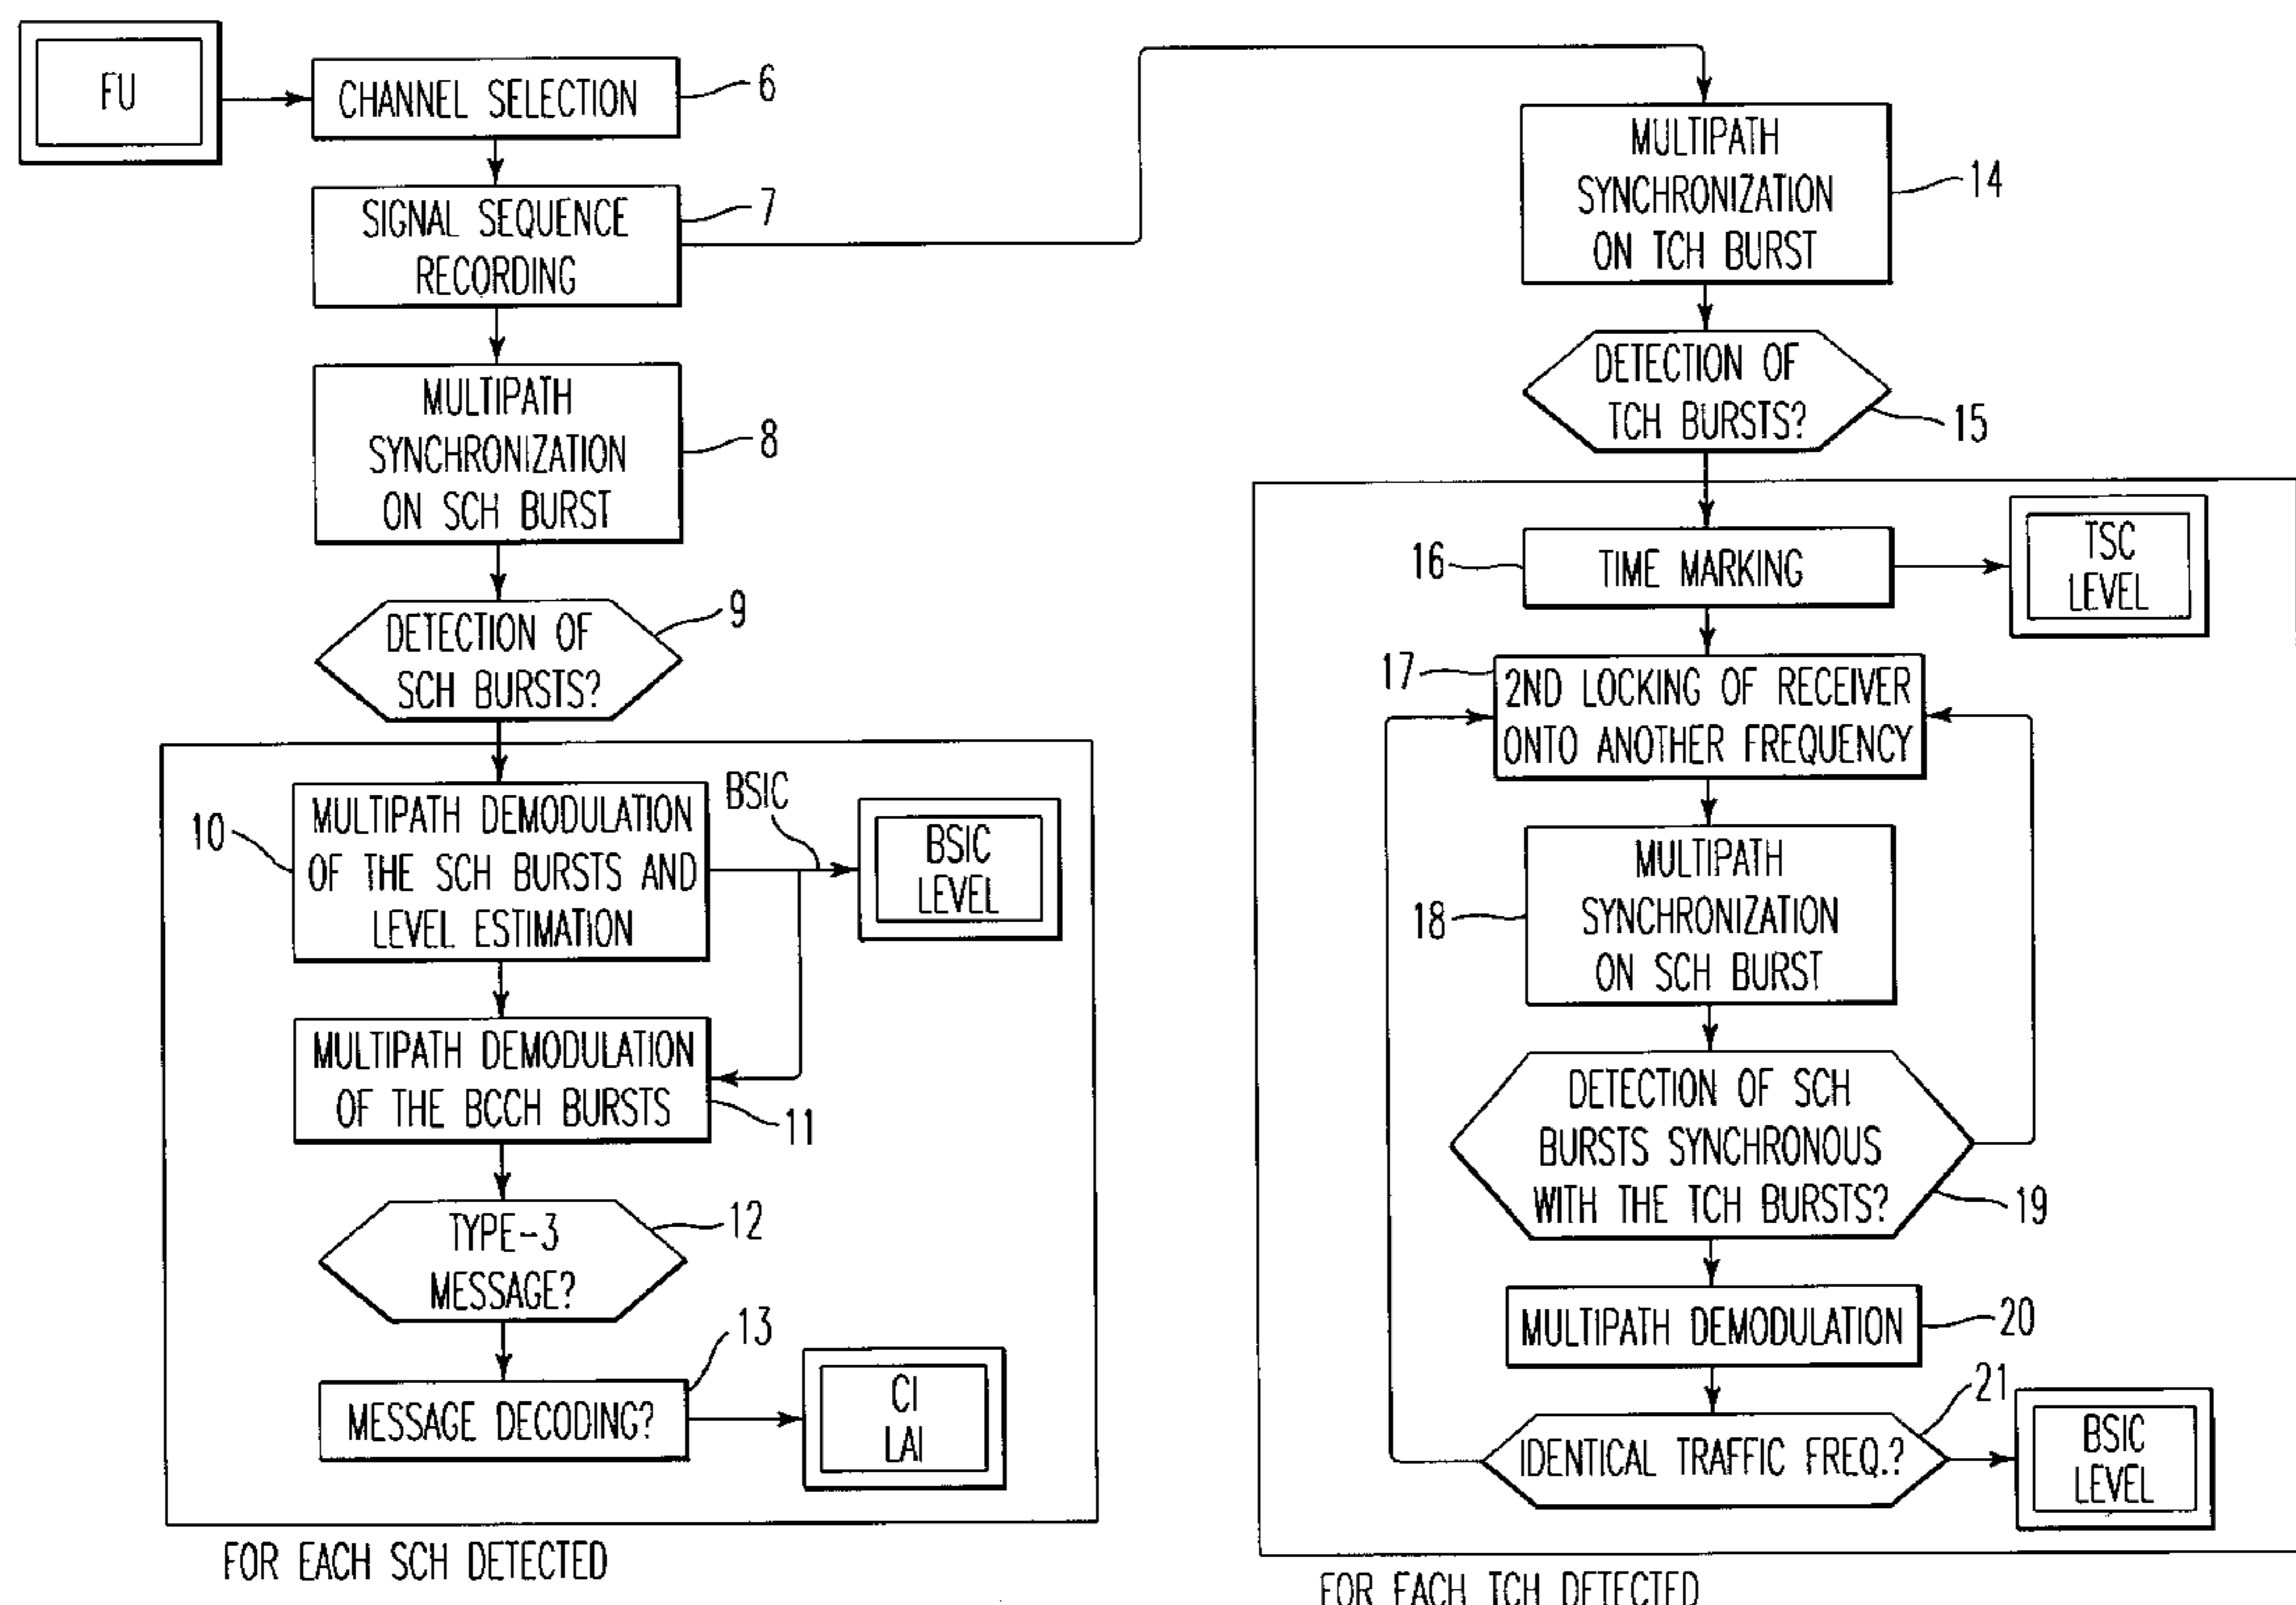 FU
CHANNEL SELECTION
6
SIGNAL SEQUENCE
RECORDING
7
MULTIPATH
SYNCHRONIZATION
ON SCH BURST
8
DETECTION OF
SCH BURSTS?
9
MULTIPATH DEMODULATION
OF THE SCH BURSTS AND
LEVEL ESTIMATION
10
BSIC
BSIC
LEVEL
MULTIPATH DEMODULATION
OF THE BCCH BURSTS
11
TYPE-3
MESSAGE?
12
MESSAGE DECODING?
13
CI
LAI
FOR EACH SCH DETECTED
MULTIPATH
SYNCHRONIZATION
ON TCH BURST
14
DETECTION OF
TCH BURSTS?
15
16
TIME MARKING
TSC
LEVEL
17
2ND LOCKING OF RECEIVER
ONTO ANOTHER FREQUENCY
MULTIPATH
SYNCHRONIZATION
ON SCH BURST
18
DETECTION OF SCH
BURSTS SYNCHRONOUS
WITH THE TCH BURSTS?
19
MULTIPATH DEMODULATION
20
IDENTICAL TRAFFIC FREQ.?
21
BSIC
LEVEL
FOR EACH TCH DETECTED